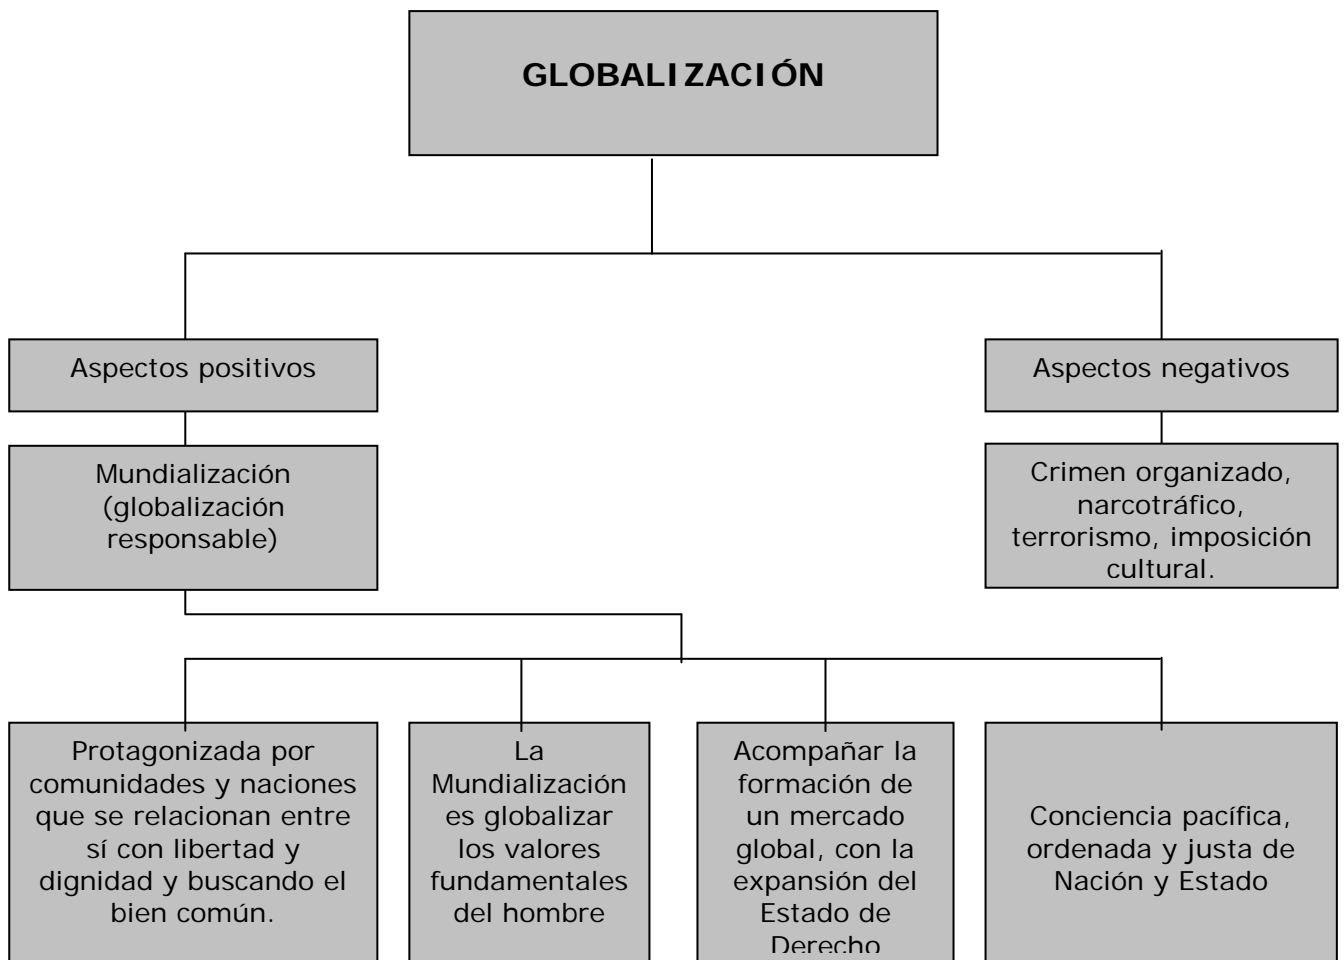 GLOBALIZACIÓN
Aspectos positivos
Aspectos negativos
Mundialización
(globalización
responsable)
Crimen organizado,
narcotráfico,
terrorismo, imposición
cultural.
Protagonizada por
comunidades y naciones
que se relacionan entre
sí con libertad y
dignidad y buscando el
bien común.
La
Mundialización
es globalizar
los valores
fundamentales
del hombre
Acompañar la
formación de
un mercado
global, con la
expansión del
Estado de
Derecho
Conciencia pacífica,
ordenada y justa de
Nación y Estado